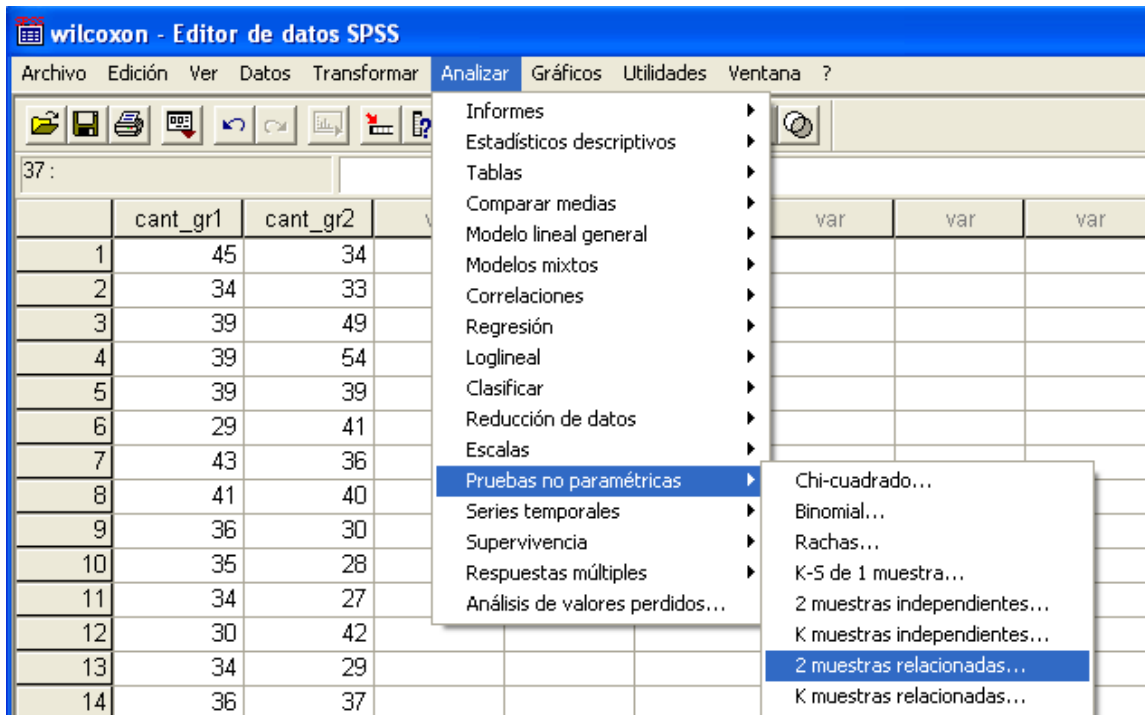 wilcoxon - Editor de datos SPSS
Archivo Edición Ver Datos Transformar Analizar Gráficos Utilidades Ventana ?
37 :
cant_gr1 cant_gr2 var var var
1 45 34
2 34 33
3 39 49
4 39 54
5 39 39
6 29 41
7 43 36
8 41 40
9 36 30
10 35 28
11 34 27
12 30 42
13 34 29
14 36 37
Informes
Estadísticos descriptivos
Tablas
Comparar medias
Modelo lineal general
Modelos mixtos
Correlaciones
Regresión
Loglineal
Clasificar
Reducción de datos
Escalas
Pruebas no paramétricas
Series temporales
Supervivencia
Respuestas múltiples
Análisis de valores perdidos...
Chi-cuadrado...
Binomial...
Rachas...
K-S de 1 muestra...
2 muestras independientes...
K muestras independientes...
2 muestras relacionadas...
K muestras relacionadas...